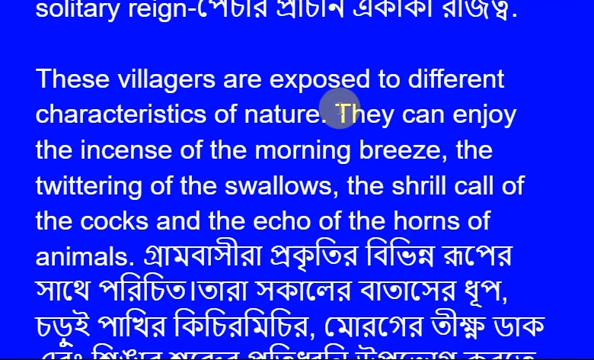 solitary reign-পেচার প্রাচীন একাকী রাজত্ব.
These villagers are exposed to different
characteristics of nature. They can enjoy
the incense of the morning breeze, the
twittering of the swallows, the shrill call of
the cocks and the echo of the horns of
animals. গ্রামবাসীরা প্রকৃতির বিভিন্ন রূপের
সাথে পরিচিত।তারা সকালের বাতাসের ধূপ,
চড়ুই পাখির কিচিরমিচির, মোরগের তীক্ষ্ণ ডাক